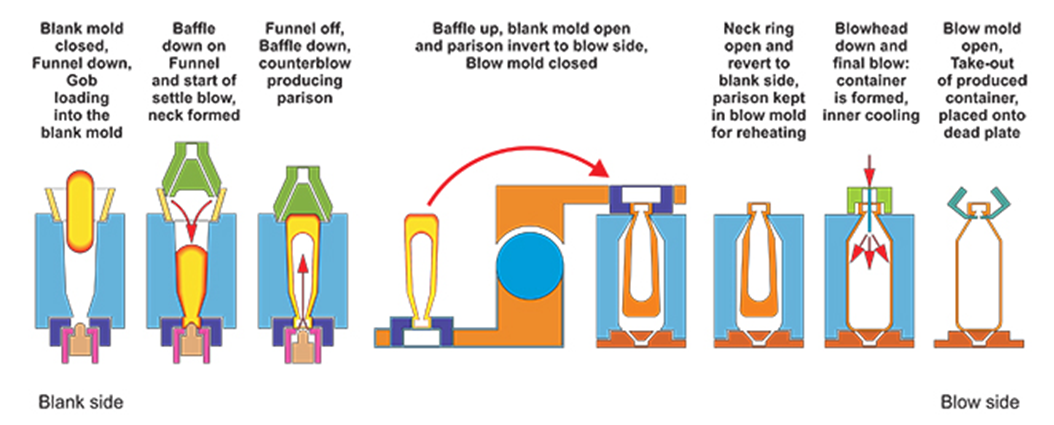 Blank mold
closed,
Funnel down,
Gob
loading
into the
blank mold
Baffle
down on
Funnel
and start of
settle blow,
neck formed
Funnel off,
Baffle down,
counterblow
producing
parison
Baffle up, blank mold open
and parison invert to blow side,
Blow mold closed
Neck ring
open and
revert to
blank side,
parison kept
in blow mold
for reheating
Blowhead
down and
final blow:
container
is formed,
inner cooling
Blow mold
open,
Take-out
of produced
container,
placed onto
dead plate
Blank side
Blow side